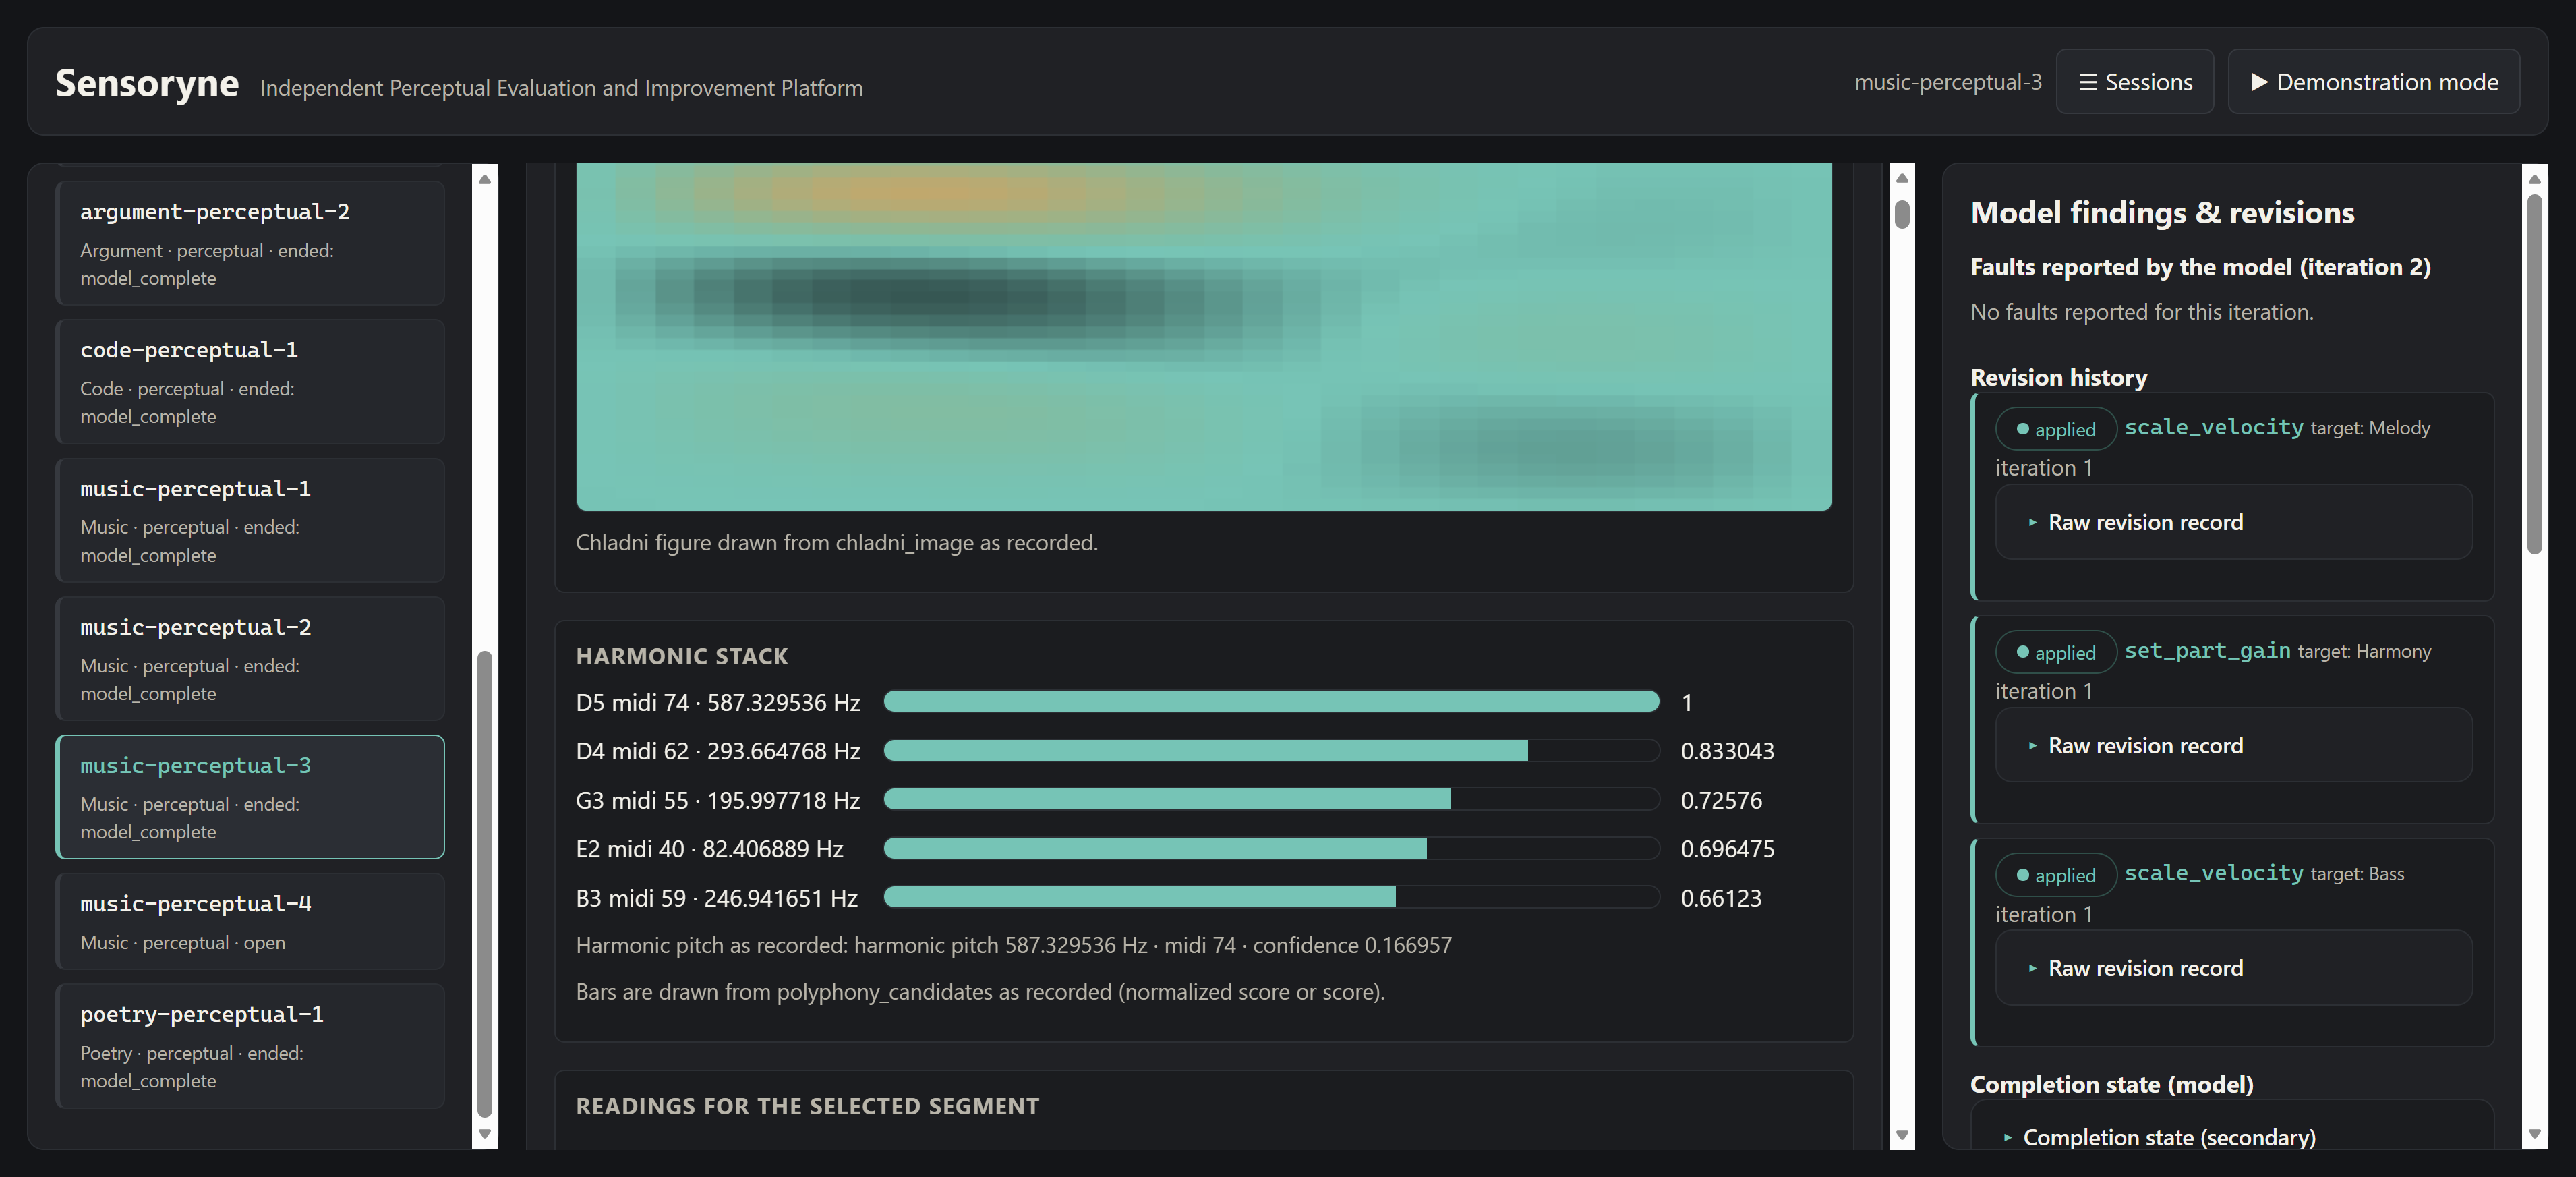 Sensoryne
Independent Perceptual Evaluation and Improvement Platform
music-perceptual-3
☰ Sessions
▶ Demonstration mode
argument-perceptual-2
Argument · perceptual · ended:
model_complete
code-perceptual-1
Code · perceptual · ended:
model_complete
music-perceptual-1
Music · perceptual · ended:
model_complete
music-perceptual-2
Music · perceptual · ended:
model_complete
music-perceptual-3
Music · perceptual · ended:
model_complete
music-perceptual-4
Music · perceptual · open
poetry-perceptual-1
Poetry · perceptual · ended:
model_complete
Chladni figure drawn from chladni_image as recorded.
HARMONIC STACK
D5 midi 74 · 587.329536 Hz 1
D4 midi 62 · 293.664768 Hz 0.833043
G3 midi 55 · 195.997718 Hz 0.72576
E2 midi 40 · 82.406889 Hz 0.696475
B3 midi 59 · 246.941651 Hz 0.66123
Harmonic pitch as recorded: harmonic pitch 587.329536 Hz · midi 74 · confidence 0.166957
Bars are drawn from polyphony_candidates as recorded (normalized score or score).
READINGS FOR THE SELECTED SEGMENT
Model findings & revisions
Faults reported by the model (iteration 2)
No faults reported for this iteration.
Revision history
applied scale_velocity target: Melody
iteration 1
Raw revision record
applied set_part_gain target: Harmony
iteration 1
Raw revision record
applied scale_velocity target: Bass
iteration 1
Raw revision record
Completion state (model)
Completion state (secondary)